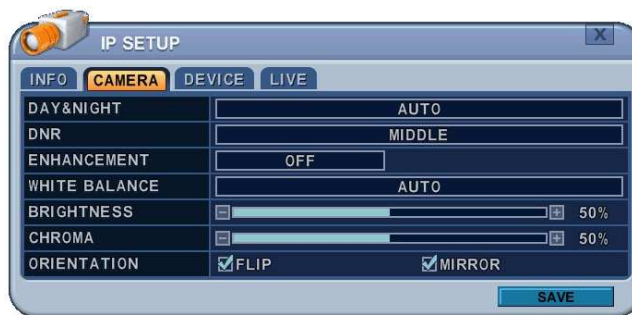 IP SETUP
X
INFO CAMERA DEVICE LIVE
DAY&NIGHT AUTO
DNR MIDDLE
ENHANCEMENT OFF
WHITE BALANCE AUTO
BRIGHTNESS 50%
CHROMA 50%
ORIENTATION FLIP MIRROR
SAVE